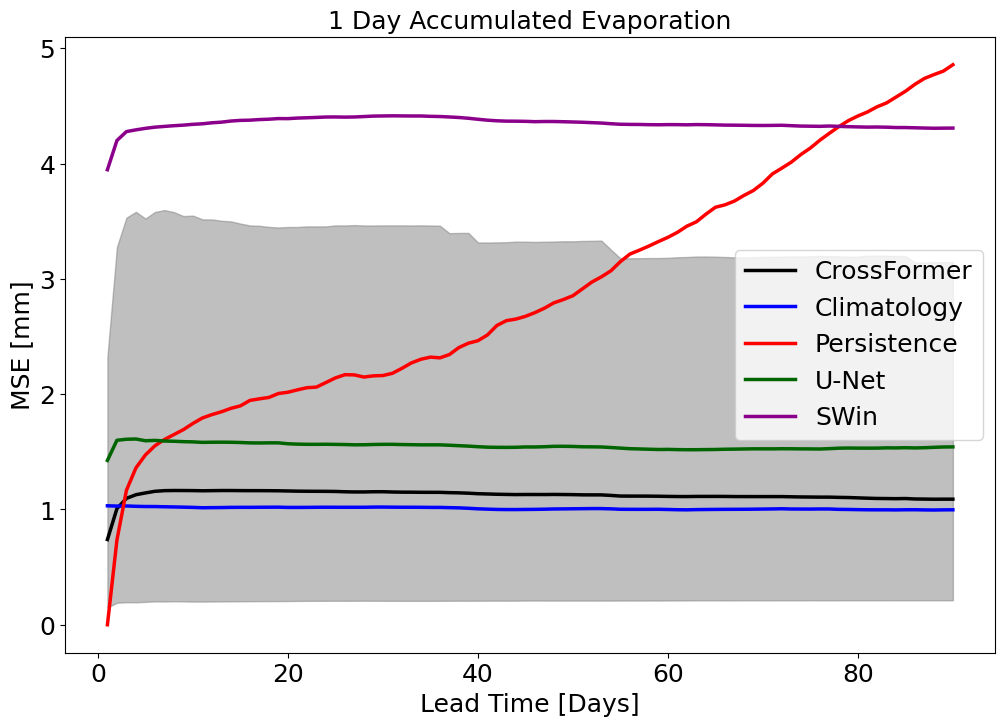 1 Day Accumulated Evaporation
5
4
3
2
1
0
MSE [mm]
CrossFormer
Climatology
Persistence
U-Net
SWin
0 20 40 60 80
Lead Time [Days]